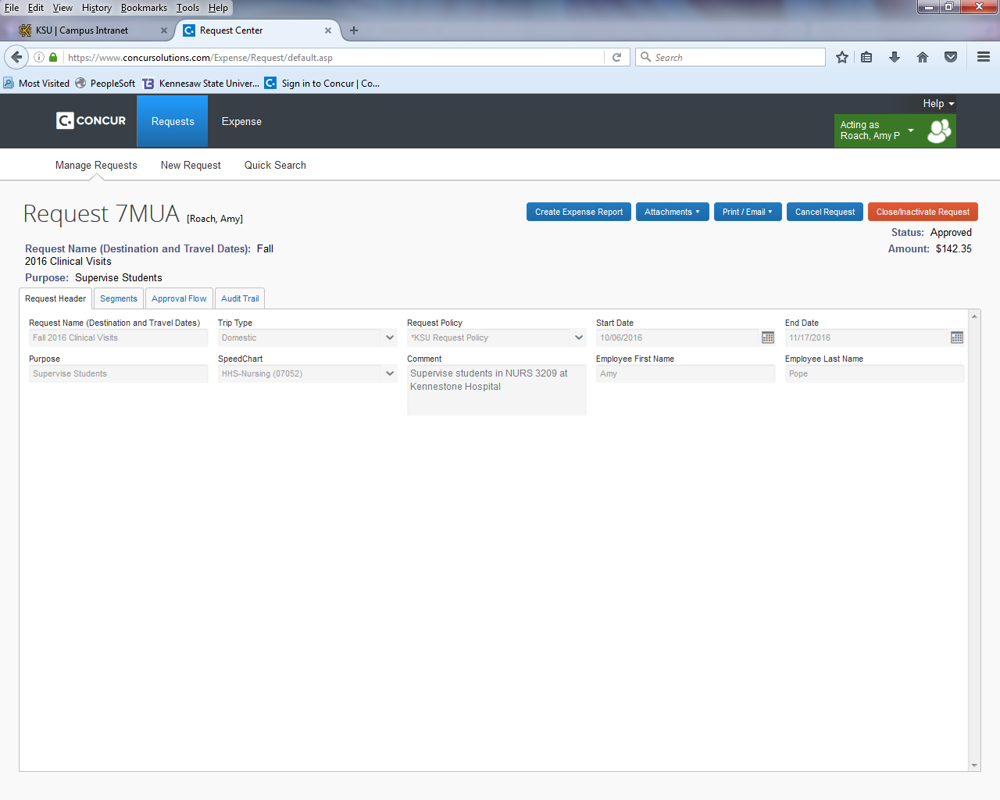 File Edit View History Bookmarks Tools Help
KSU | Campus Intranet
Request Center
https://www.concursolutions.com/Expense/Request/default.asp
Search
Most Visited PeopleSoft Kennesaw State Univer... Sign in to Concur | Co...
Help
C. CONCUR Requests Expense
Acting as
Roach, Amy P
Manage Requests New Request Quick Search
Request 7MUA [Roach, Amy]
Create Expense Report Attachments Print / Email Cancel Request Close/Inactivate Request
Status: Approved
Request Name (Destination and Travel Dates): Fall
2016 Clinical Visits
Amount: $142.35
Purpose: Supervise Students
Request Header Segments Approval Flow Audit Trail
Request Name (Destination and Travel Dates) Trip Type Request Policy Start Date End Date
Fall 2016 Clinical Visits Domestic *KSU Request Policy 10/06/2016 11/17/2016
Purpose SpeedChart Comment Employee First Name Employee Last Name
Supervise Students HHS-Nursing (07052) Supervise students in NURS 3209 at Amy Pope
Kennestone Hospital